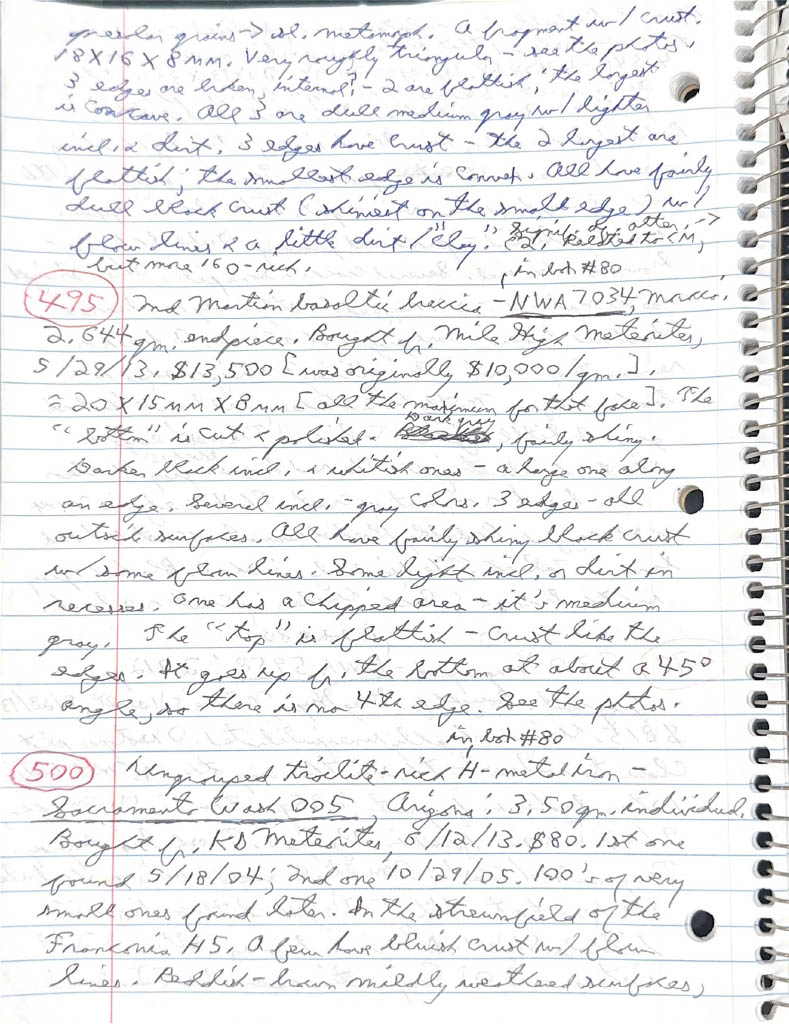 grains -> sl. metamorph. A fragment w/ crust.
18 X 16 X 8 mm. Very roughly triangular - see the photos.
3 edges are broken, internal? - 2 are flattish; the largest
is concave. All 3 are dull medium gray w/ lighter
incl. & dirt. 3 edges have crust - the 2 largest are
flattish; the smallest edge is convex. All have fairly
dull black crust (shiniest on the small edge) w/
flow lines & a little dirt/"clay." Signif. aq. alter. ->
C2, Related to CM,
but more 16O-rich.
in box #80
495 2nd Martian basaltic breccia - NWA 7034, Morocco.
2.644 gm. endpiece. Bought fr. Mile High Meteorites,
5/29/13. $13,500 [was originally $10,000/gm.].
≈ 20 X 15 mm X 8 mm [all the maximum for that face]. The
"bottom" is cut & polished. Dark gray, fairly shiny.
Darker black incl. & whitish ones - a large one along
an edge. Several incl. - gray colors. 3 edges - all
outside surfaces. All have fairly shiny black crust
w/ some flow lines. Some light incl. or dirt in
recesses. One has a chipped area - it's medium
gray. The "top" is flattish - crust like the
edges. It goes up fr. the bottom at about a 45°
angle, so there is no 4th edge. See the photos.
in box #80
500 Ungrouped troilite-rich H-metal iron -
Sacramento Wash 005, Arizona; 3.50 gm. individual.
Bought fr. KD Meteorites, 6/12/13. $80. 1st one
found 5/18/04; 2nd one 10/29/05. 100's of very
small ones found later. In the strewnfield of the
Franconia H5. A few have bluish crust w/ flow
lines. Reddish-brown mildly weathered surfaces,